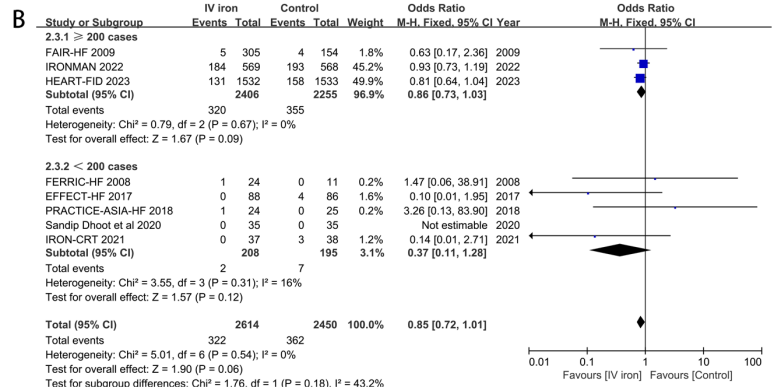 B
IV iron Control Odds Ratio Odds Ratio
Study or Subgroup Events Total Events Total Weight M-H. Fixed. 95% CI Year M-H. Fixed. 95% CI
2.3.1 ≥ 200 cases
FAIR-HF 2009 5 305 4 154 1.8% 0.63 [0.17, 2.36] 2009
IRONMAN 2022 184 569 193 568 45.2% 0.93 [0.73, 1.19] 2022
HEART-FID 2023 131 1532 158 1533 49.9% 0.81 [0.64, 1.04] 2023
Subtotal (95% CI) 2406 2255 96.9% 0.86 [0.73, 1.03]
Total events 320 355
Heterogeneity: Chi² = 0.79, df = 2 (P = 0.67); I² = 0%
Test for overall effect: Z = 1.67 (P = 0.09)
2.3.2 < 200 cases
FERRIC-HF 2008 1 24 0 11 0.2% 1.47 [0.06, 38.91] 2008
EFFECT-HF 2017 0 88 4 86 1.6% 0.10 [0.01, 1.95] 2017
PRACTICE-ASIA-HF 2018 1 24 0 25 0.2% 3.26 [0.13, 83.90] 2018
Sandip Dhoot et al 2020 0 35 0 35 Not estimable 2020
IRON-CRT 2021 0 37 3 38 1.2% 0.14 [0.01, 2.71] 2021
Subtotal (95% CI) 208 195 3.1% 0.37 [0.11, 1.28]
Total events 2 7
Heterogeneity: Chi² = 3.55, df = 3 (P = 0.31); I² = 16%
Test for overall effect: Z = 1.57 (P = 0.12)
Total (95% CI) 2614 2450 100.0% 0.85 [0.72, 1.01]
Total events 322 362
Heterogeneity: Chi² = 5.01, df = 6 (P = 0.54); I² = 0%
Test for overall effect: Z = 1.90 (P = 0.06)
Test for subgroup differences: Chi² = 1.76, df = 1 (P = 0.18), I² = 43.2%
0.01 0.1 1 10 100
Favours [IV iron] Favours [Control]